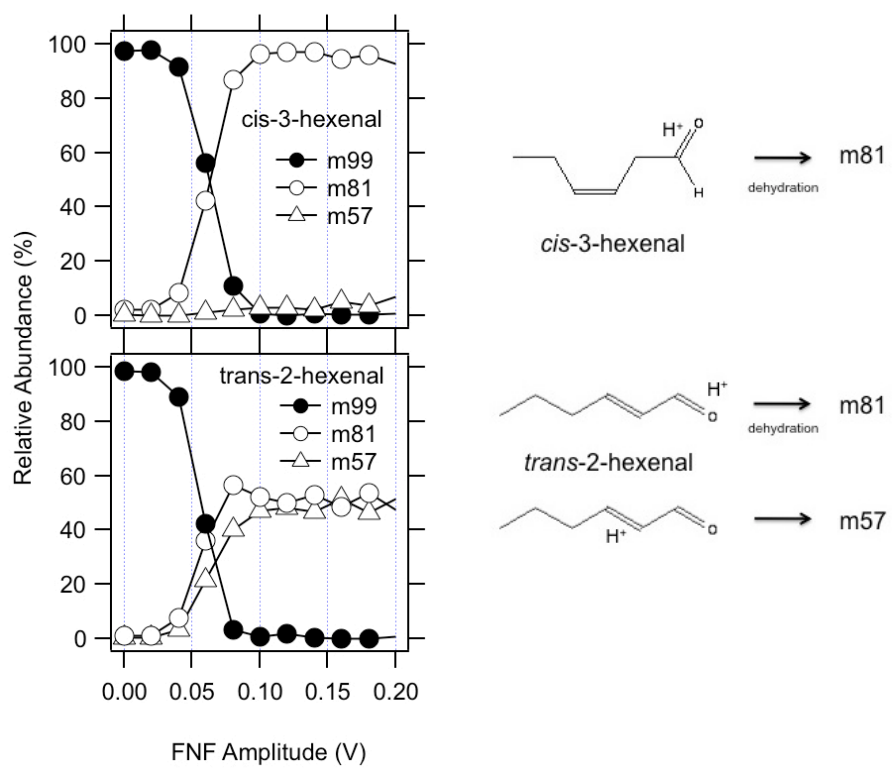 100
80
60
40
20
0
cis-3-hexenal
m99
m81
m57
100
80
60
40
20
0
trans-2-hexenal
m99
m81
m57
0.00 0.05 0.10 0.15 0.20
Relative Abundance (%)
FNF Amplitude (V)
H+
O
H
dehydration
m81
cis-3-hexenal
H+
O
dehydration
m81
trans-2-hexenal
H+
O
m57